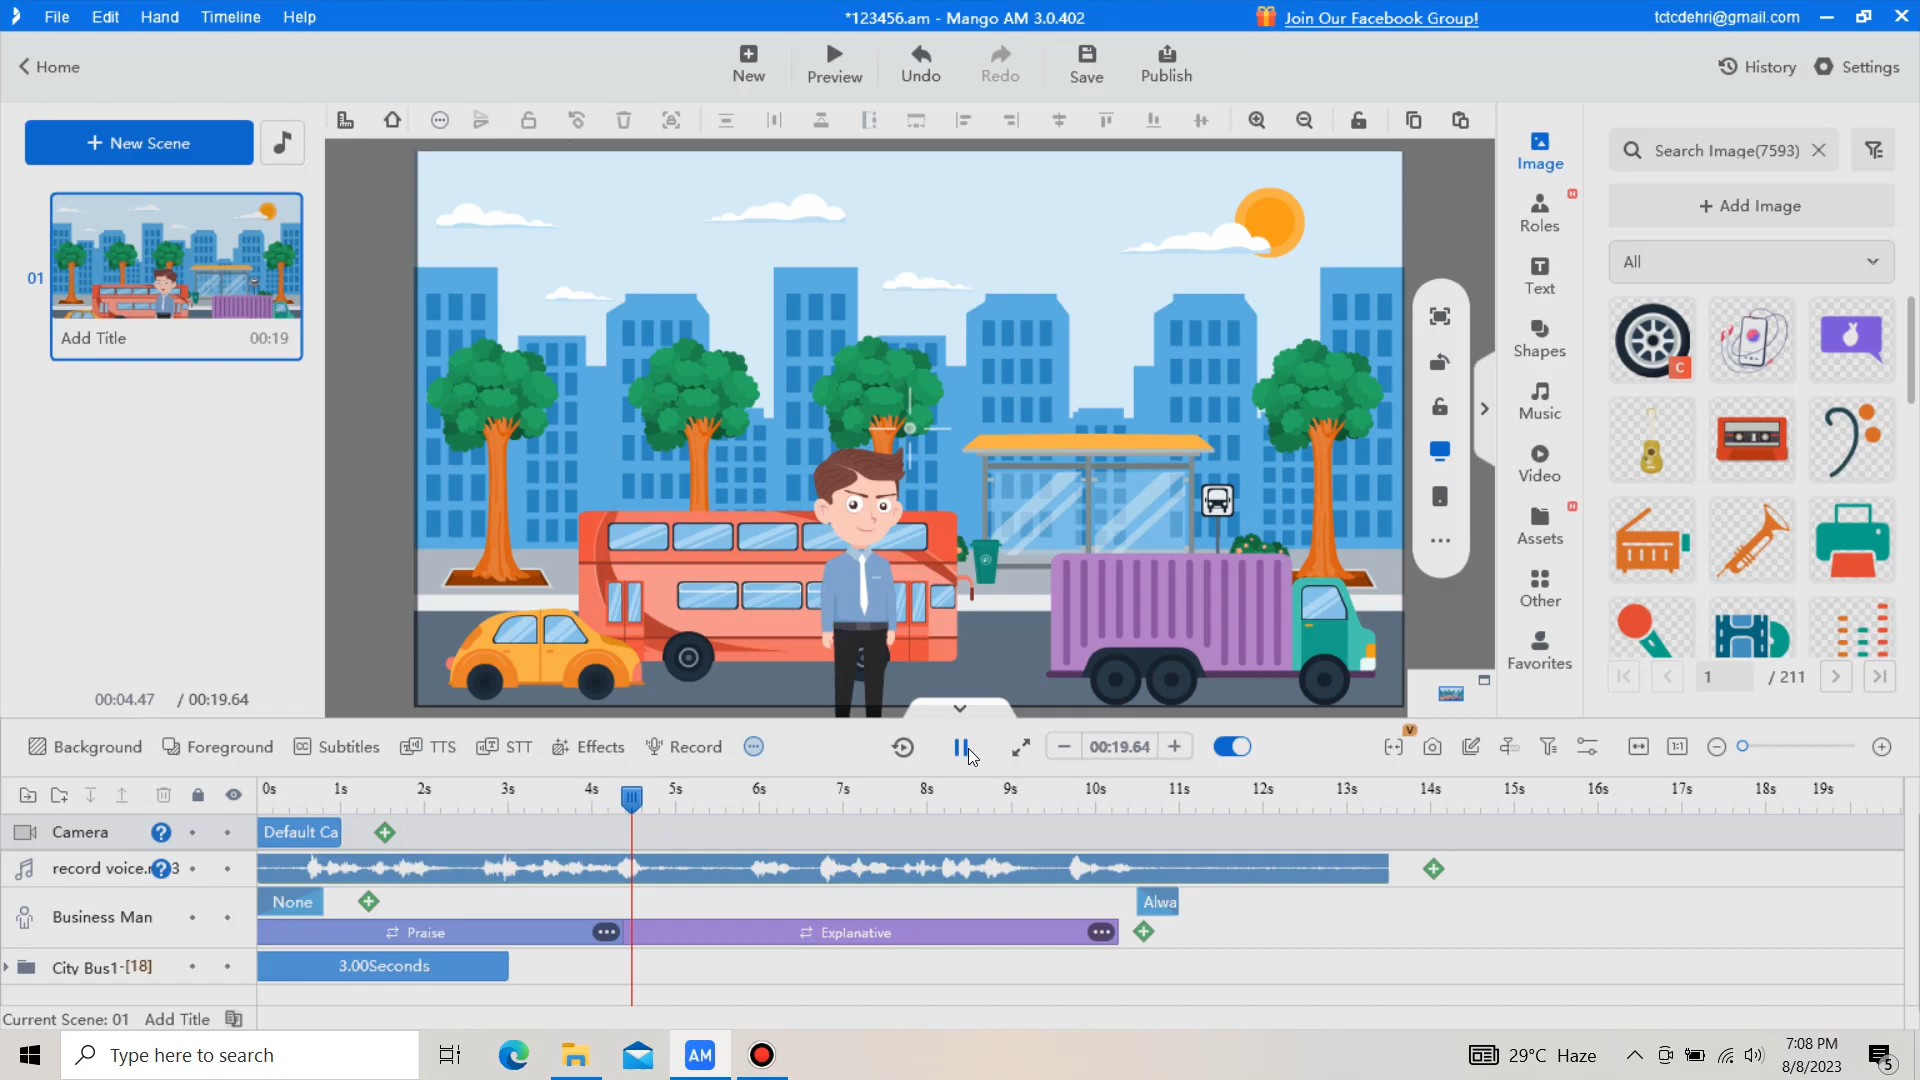 File Edit Hand Timeline Help
*123456.am - Mango AM 3.0.402
Join Our Facebook Group!
tctcdehri@gmail.com
Home
New
Preview
Undo
Redo
Save
Publish
History
Settings
+ New Scene
01
Add Title 00:19
00:04.47 / 00:19.64
Image
Roles
N
Text
Shapes
Music
Video
Assets
N
Other
Favorites
Search Image(7593)
+ Add Image
All
C
1 / 211
Background
Foreground
CC Subtitles
TTS
STT
Effects
Record
00:19.64
V
1:1
0s 1s 2s 3s 4s 5s 6s 7s 8s 9s 10s 11s 12s 13s 14s 15s 16s 17s 18s 19s
Camera ?
Default Ca
record voice. ? 3
Business Man
None
Alwa
Praise
Explanative
City Bus1-[18]
3.00Seconds
Current Scene: 01 Add Title
Type here to search
AM
29°C Haze
7:08 PM
8/8/2023
5